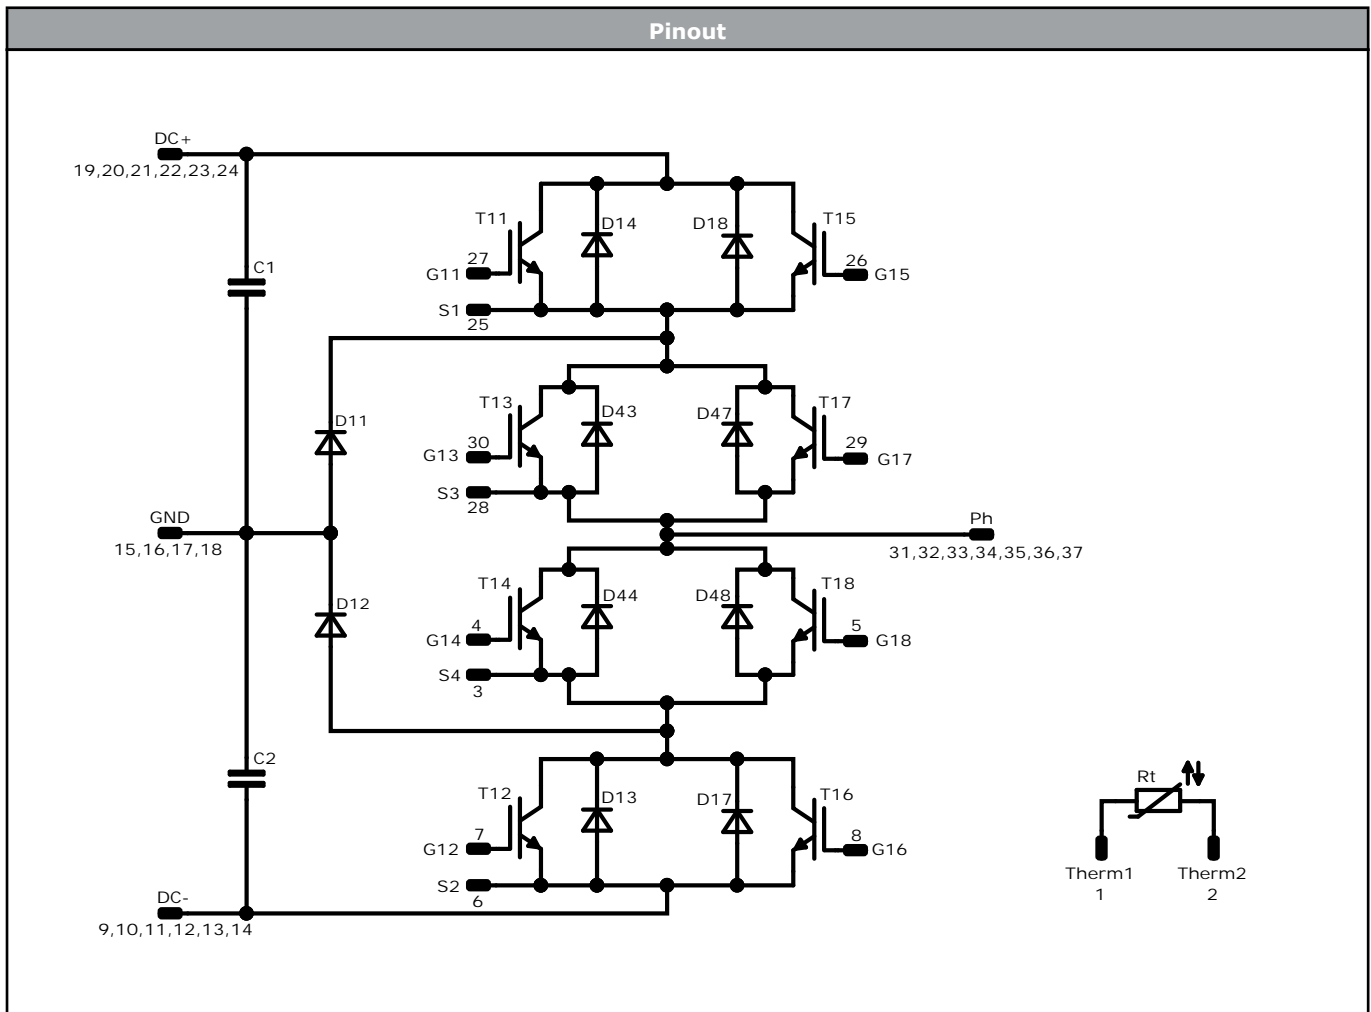 Pinout
DC+
19,20,21,22,23,24
T11
D14
D18
T15
27
G11
26
G15
C1
S1
25
T13
D43
D47
T17
D11
30
G13
29
G17
S3
28
GND
15,16,17,18
Ph
31,32,33,34,35,36,37
T14
D44
D48
T18
D12
4
G14
5
G18
S4
3
C2
T12
D13
D17
T16
Rt
7
G12
8
G16
S2
6
Therm1
1
Therm2
2
DC-
9,10,11,12,13,14